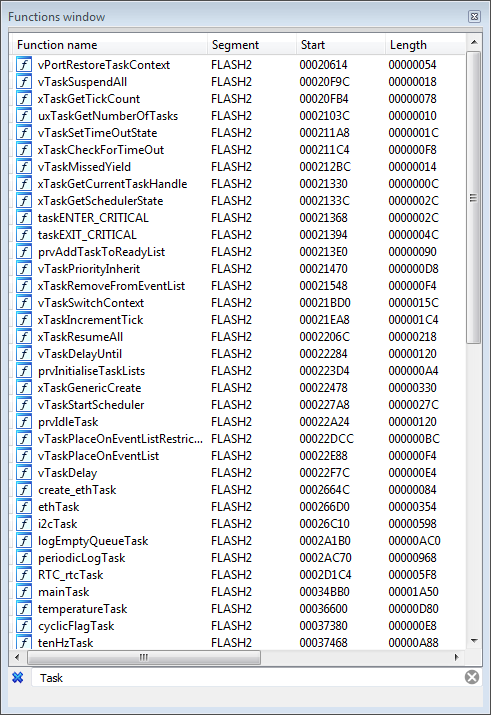 Functions window
Function name Segment Start Length
vPortRestoreTaskContext FLASH2 00020614 00000054
vTaskSuspendAll FLASH2 00020F9C 00000018
xTaskGetTickCount FLASH2 00020FB4 00000078
uxTaskGetNumberOfTasks FLASH2 0002103C 00000010
vTaskSetTimeOutState FLASH2 000211A8 0000001C
xTaskCheckForTimeOut FLASH2 000211C4 000000F8
vTaskMissedYield FLASH2 000212BC 00000014
xTaskGetCurrentTaskHandle FLASH2 00021330 0000000C
xTaskGetSchedulerState FLASH2 0002133C 0000002C
taskENTER_CRITICAL FLASH2 00021368 0000002C
taskEXIT_CRITICAL FLASH2 00021394 0000004C
prvAddTaskToReadyList FLASH2 000213E0 00000090
vTaskPriorityInherit FLASH2 00021470 000000D8
xTaskRemoveFromEventList FLASH2 00021548 000000F4
vTaskSwitchContext FLASH2 00021BD0 0000015C
xTaskIncrementTick FLASH2 00021EA8 000001C4
xTaskResumeAll FLASH2 0002206C 00000218
vTaskDelayUntil FLASH2 00022284 00000120
prvInitialiseTaskLists FLASH2 000223D4 000000A4
xTaskGenericCreate FLASH2 00022478 00000330
vTaskStartScheduler FLASH2 000227A8 0000027C
prvIdleTask FLASH2 00022A24 00000120
vTaskPlaceOnEventListRestric... FLASH2 00022DCC 000000BC
vTaskPlaceOnEventList FLASH2 00022E88 000000F4
vTaskDelay FLASH2 00022F7C 000000E4
create_ethTask FLASH2 0002664C 00000084
ethTask FLASH2 000266D0 00000354
i2cTask FLASH2 00026C10 00000598
logEmptyQueueTask FLASH2 0002A1B0 00000AC0
periodicLogTask FLASH2 0002AC70 00000968
RTC_rtcTask FLASH2 0002D1C4 000005F8
mainTask FLASH2 00034BB0 00001A50
temperatureTask FLASH2 00036600 00000D80
cyclicFlagTask FLASH2 00037380 000000E8
tenHzTask FLASH2 00037468 00000A88
Task